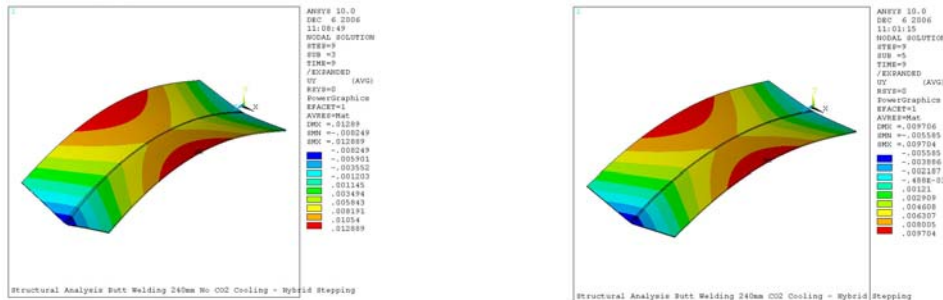 1
ANSYS 10.0
DEC 6 2006
11:08:49
NODAL SOLUTION
STEP=9
SUB =3
TIME=9
/EXPANDED
UY (AVG)
RSYS=0
PowerGraphics
EFACET=1
AVRES=Mat
DMX =.01289
SMN =-.008249
SMX =.012889
-.008249
-.005901
-.003552
-.001203
.001145
.003494
.005843
.008191
.01054
.012889
Y
X
Structural Analysis Butt Welding 240mm No CO2 Cooling - Hybrid Stepping
1
ANSYS 10.0
DEC 6 2006
11:01:15
NODAL SOLUTION
STEP=9
SUB =5
TIME=9
/EXPANDED
UY (AVG)
RSYS=0
PowerGraphics
EFACET=1
AVRES=Mat
DMX =.009706
SMN =-.005585
SMX =.009704
-.005585
-.003886
-.002187
-.488E-03
.00121
.002909
.004608
.006307
.008005
.009704
Y
X
Structural Analysis Butt Welding 240mm CO2 Cooling - Hybrid Stepping